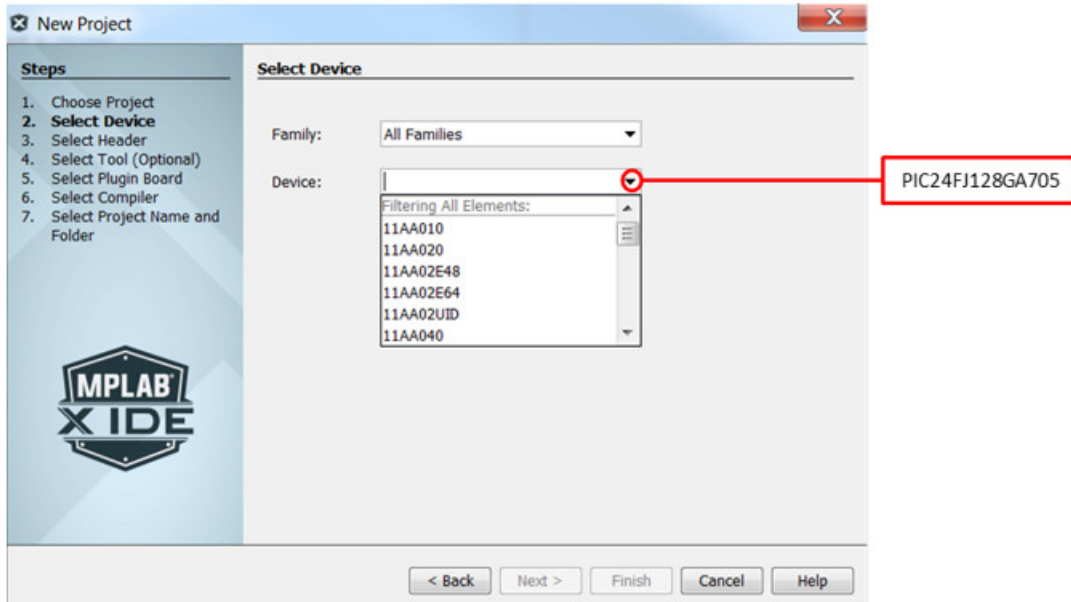 New Project
Steps
1. Choose Project
2. Select Device
3. Select Header
4. Select Tool (Optional)
5. Select Plugin Board
6. Select Compiler
7. Select Project Name and
Folder
MPLAB
X IDE
Select Device
Family: All Families
Device:
Filtering All Elements:
11AA010
11AA020
11AA02E48
11AA02E64
11AA02UID
11AA040
PIC24FJ128GA705
< Back Next > Finish Cancel Help